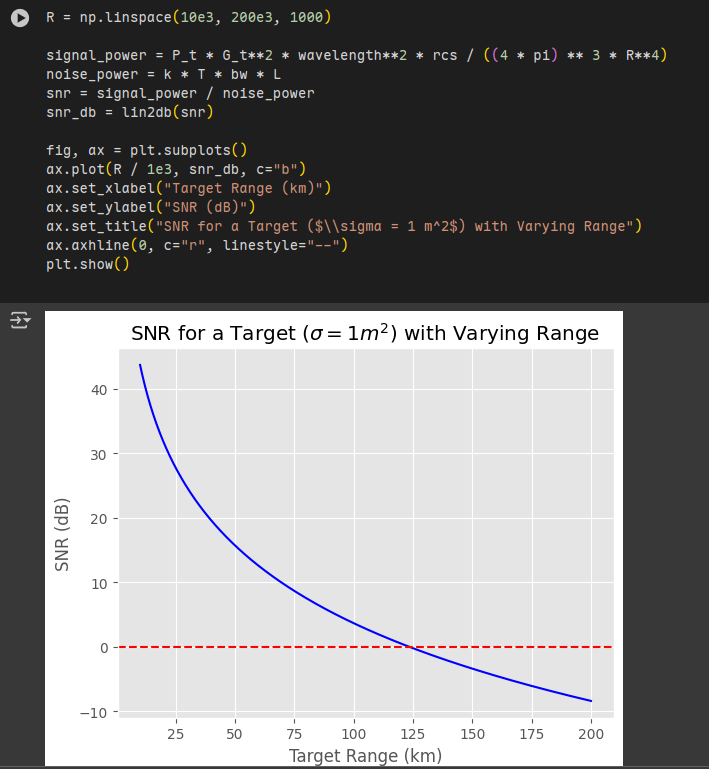 R = np.linspace(10e3, 200e3, 1000)
signal_power = P_t * G_t**2 * wavelength**2 * rcs / ((4 * pi) ** 3 * R**4)
noise_power = k * T * bw * L
snr = signal_power / noise_power
snr_db = lin2db(snr)
fig, ax = plt.subplots()
ax.plot(R / 1e3, snr_db, c="b")
ax.set_xlabel("Target Range (km)")
ax.set_ylabel("SNR (dB)")
ax.set_title("SNR for a Target ($\\sigma = 1 m^2$) with Varying Range")
ax.axhline(0, c="r", linestyle="--")
plt.show()
SNR for a Target (σ = 1m²) with Varying Range
SNR (dB)
40
30
20
10
0
−10
25 50 75 100 125 150 175 200
Target Range (km)